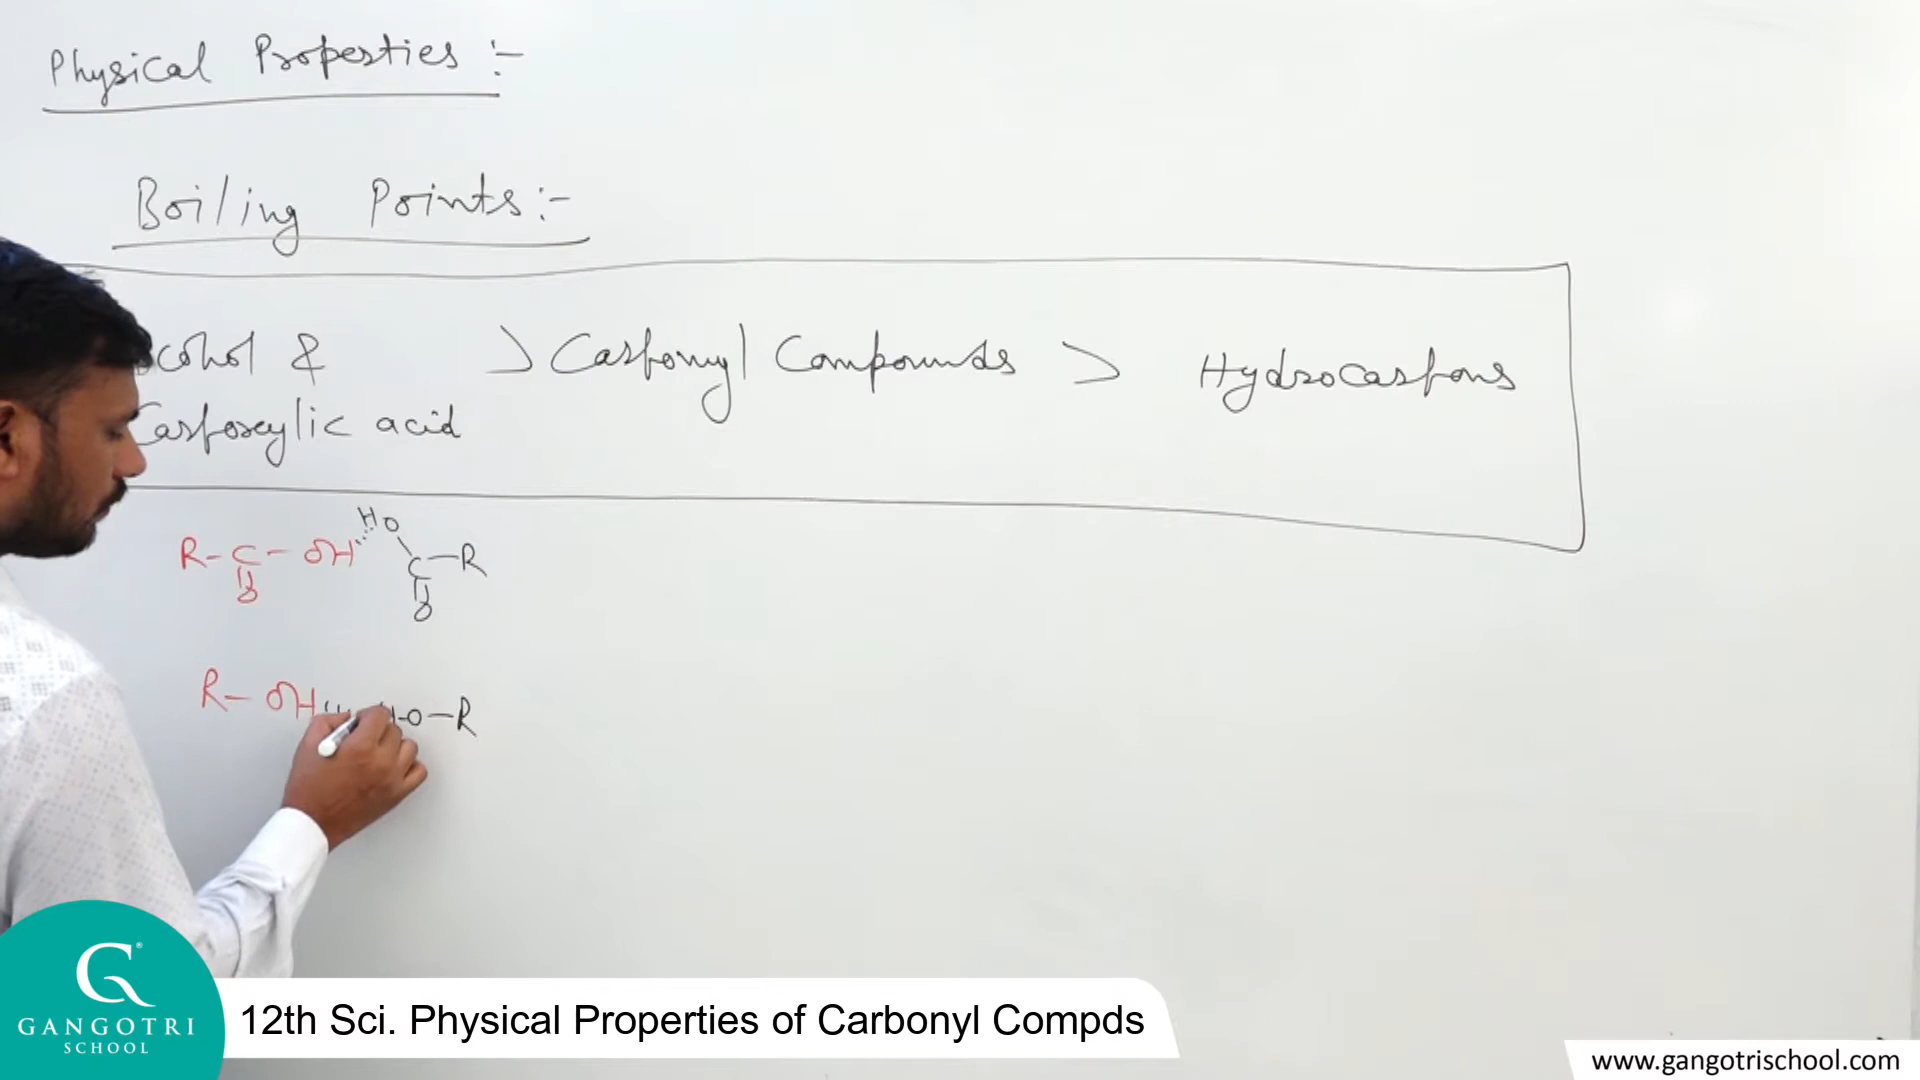 Physical Properties :-
Boiling Points :-
cohol & > Carbonyl Compounds > Hydrocarbons
Carboxylic acid
H O
R - C - OH C - R
O O
R - OH O - R
GANGOTRI
SCHOOL
12th Sci. Physical Properties of Carbonyl Compds
www.gangotrischool.com